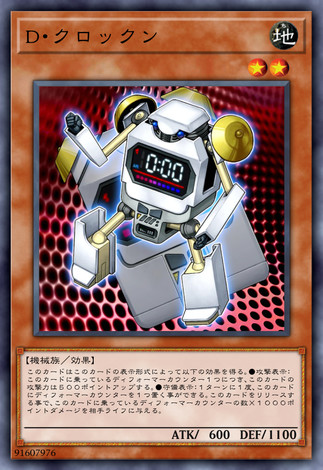 D・クロックン
地
0:00
【機械族／効果】
このカードはこのカードの表示形式によって以下の効果を得る。●攻撃表示：
このカードに乗っているディフォーマーカウンター１つにつき、このカードの
攻撃力は５００ポイントアップする。●守備表示：１ターンに１度、このカード
にディフォーマーカウンターを１つ置く事ができる。このカードをリリースす
る事で、このカードに乗っているディフォーマーカウンターの数×１０００ポ
イントダメージを相手ライフに与える。
ATK/ 600 DEF/1100
91607976